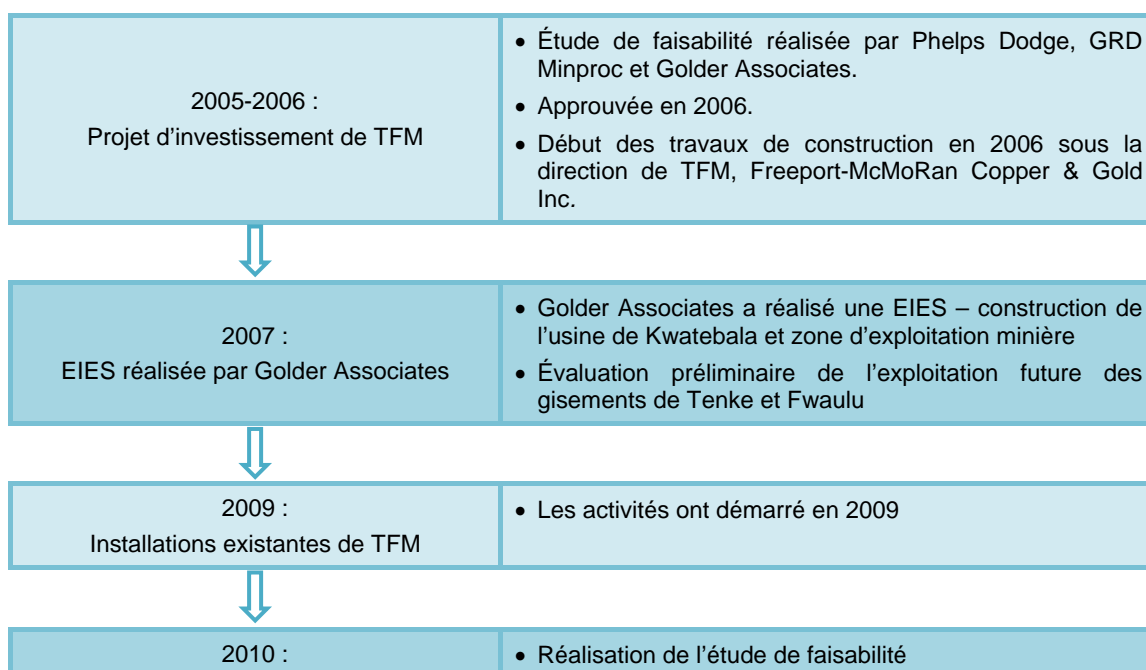 2005-2006 :
Projet d'investissement de TFM
• Étude de faisabilité réalisée par Phelps Dodge, GRD
Minproc et Golder Associates.
• Approuvée en 2006.
• Début des travaux de construction en 2006 sous la
direction de TFM, Freeport-McMoRan Copper & Gold
Inc.
2007 :
EIES réalisée par Golder Associates
• Golder Associates a réalisé une EIES – construction de
l'usine de Kwatebala et zone d'exploitation minière
• Évaluation préliminaire de l'exploitation future des
gisements de Tenke et Fwaulu
2009 :
Installations existantes de TFM
• Les activités ont démarré en 2009
2010 :
• Réalisation de l'étude de faisabilité